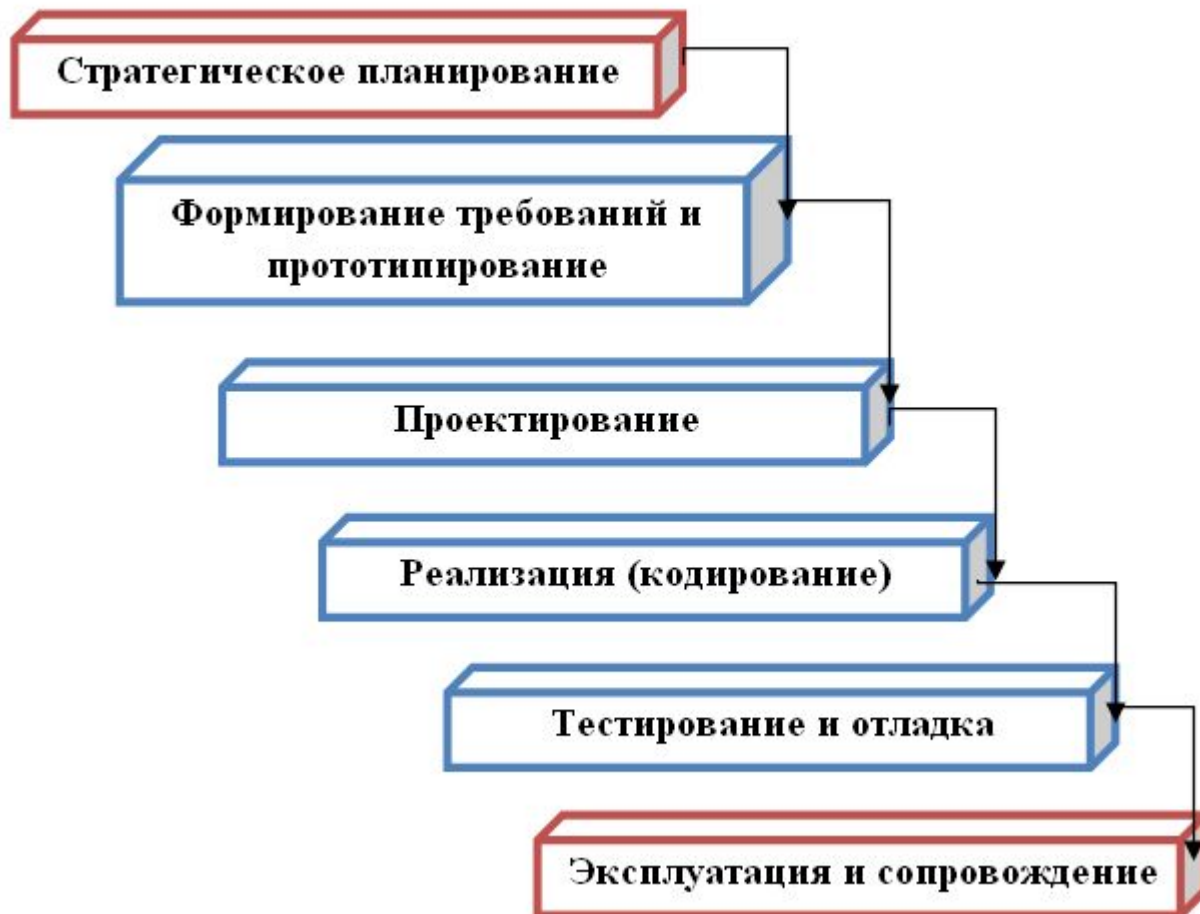 Стратегическое планирование
Формирование требований и
прототипирование
Проектирование
Реализация (кодирование)
Тестирование и отладка
Эксплуатация и сопровождение